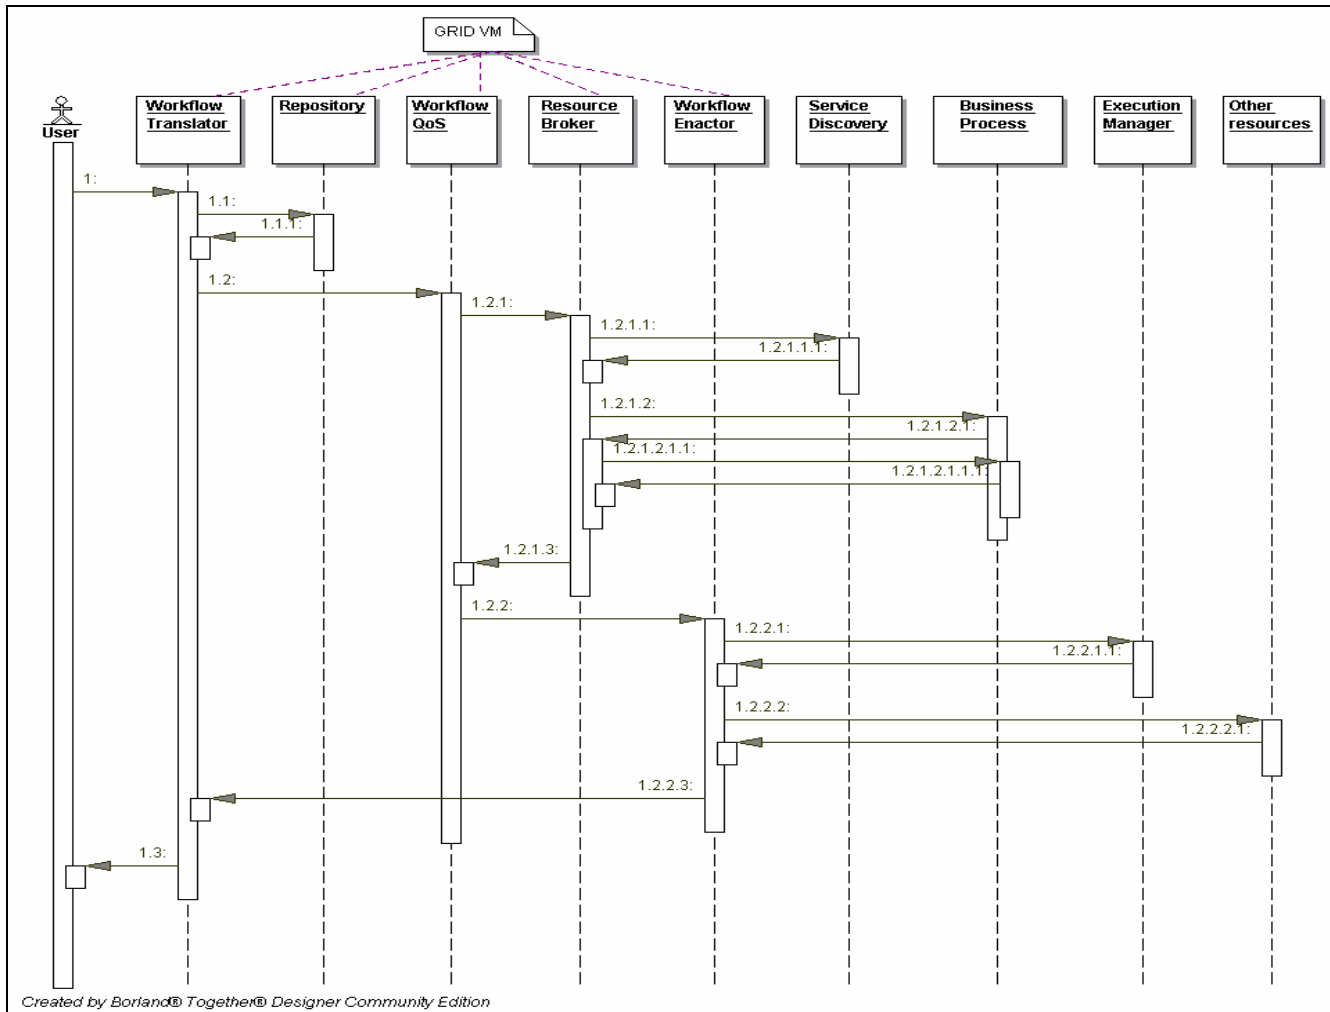 GRID VM
User
Workflow
Translator
Repository
Workflow
QoS
Resource
Broker
Workflow
Enactor
Service
Discovery
Business
Process
Execution
Manager
Other
resources
1:
1.1:
1.1.1:
1.2:
1.2.1:
1.2.1.1:
1.2.1.1.1:
1.2.1.2:
1.2.1.2.1:
1.2.1.2.1.1:
1.2.1.2.1.1.1:
1.2.1.3:
1.2.2:
1.2.2.1:
1.2.2.1.1:
1.2.2.2:
1.2.2.2.1:
1.2.2.3:
1.3:
Created by Borland® Together® Designer Community Edition